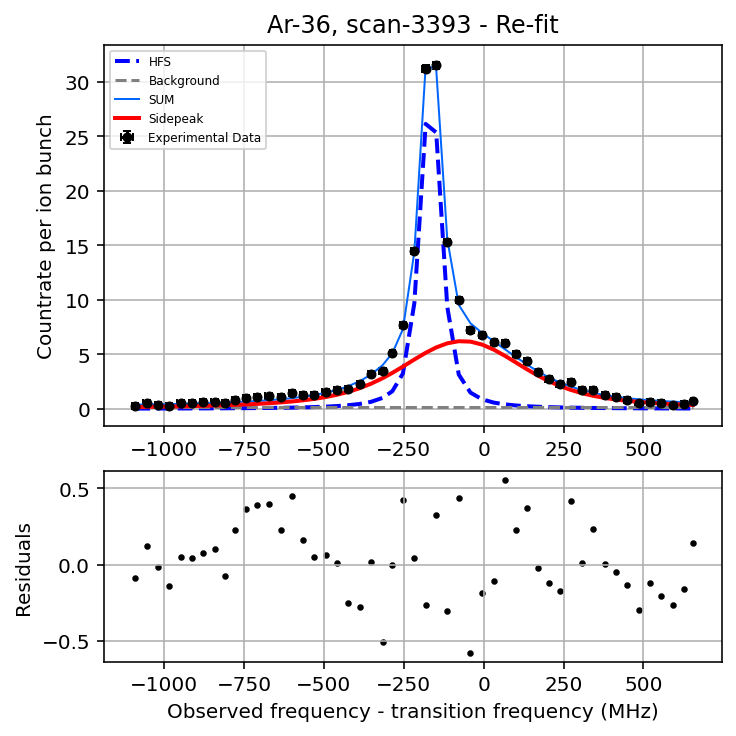 Ar-36, scan-3393 - Re-fit
HFS
Background
SUM
Sidepeak
Experimental Data
Countrate per ion bunch
30
25
20
15
10
5
0
−1000 −750 −500 −250 0 250 500
Residuals
0.5
0.0
−0.5
−1000 −750 −500 −250 0 250 500
Observed frequency - transition frequency (MHz)